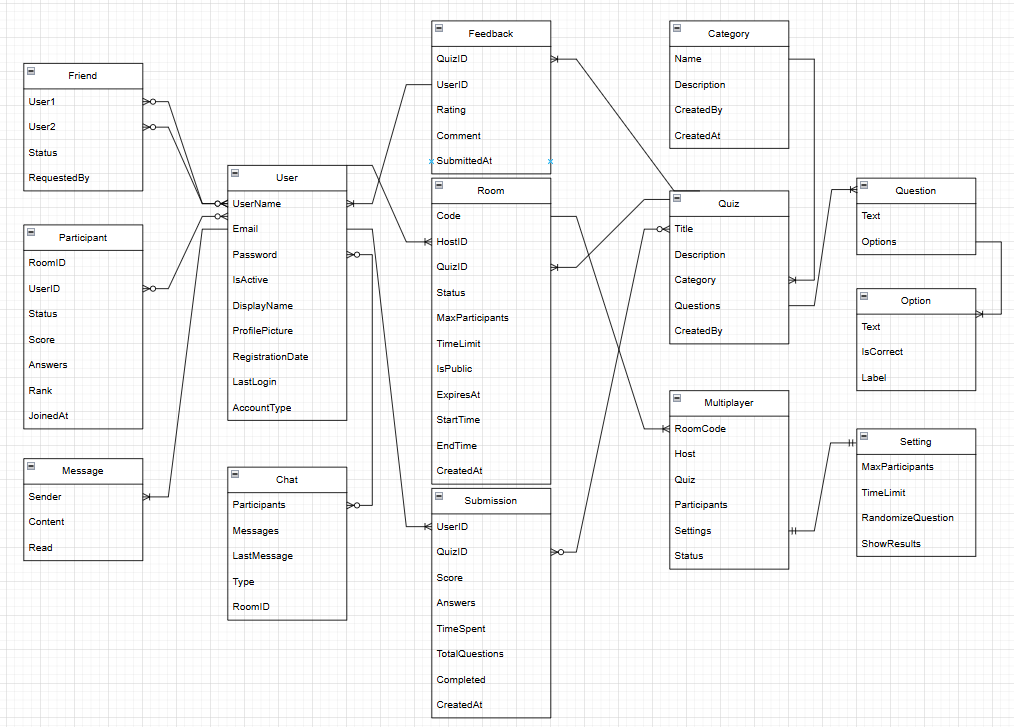 Friend
User1
User2
Status
RequestedBy
Participant
RoomID
UserID
Status
Score
Answers
Rank
JoinedAt
Message
Sender
Content
Read
User
UserName
Email
Password
IsActive
DisplayName
ProfilePicture
RegistrationDate
LastLogin
AccountType
Chat
Participants
Messages
LastMessage
Type
RoomID
Feedback
QuizID
UserID
Rating
Comment
SubmittedAt
Room
Code
HostID
QuizID
Status
MaxParticipants
TimeLimit
IsPublic
ExpiresAt
StartTime
EndTime
CreatedAt
Submission
UserID
QuizID
Score
Answers
TimeSpent
TotalQuestions
Completed
CreatedAt
Category
Name
Description
CreatedBy
CreatedAt
Quiz
Title
Description
Category
Questions
CreatedBy
Multiplayer
RoomCode
Host
Quiz
Participants
Settings
Status
Question
Text
Options
Option
Text
IsCorrect
Label
Setting
MaxParticipants
TimeLimit
RandomizeQuestion
ShowResults